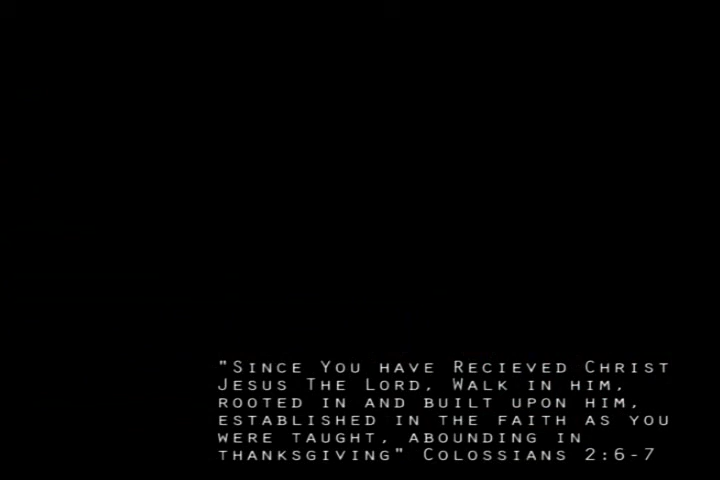 "Since You have Recieved Christ
Jesus The Lord, Walk in him,
rooted in and built upon him,
established in the faith as you
were taught, abounding in
thanksgiving" Colossians 2:6-7